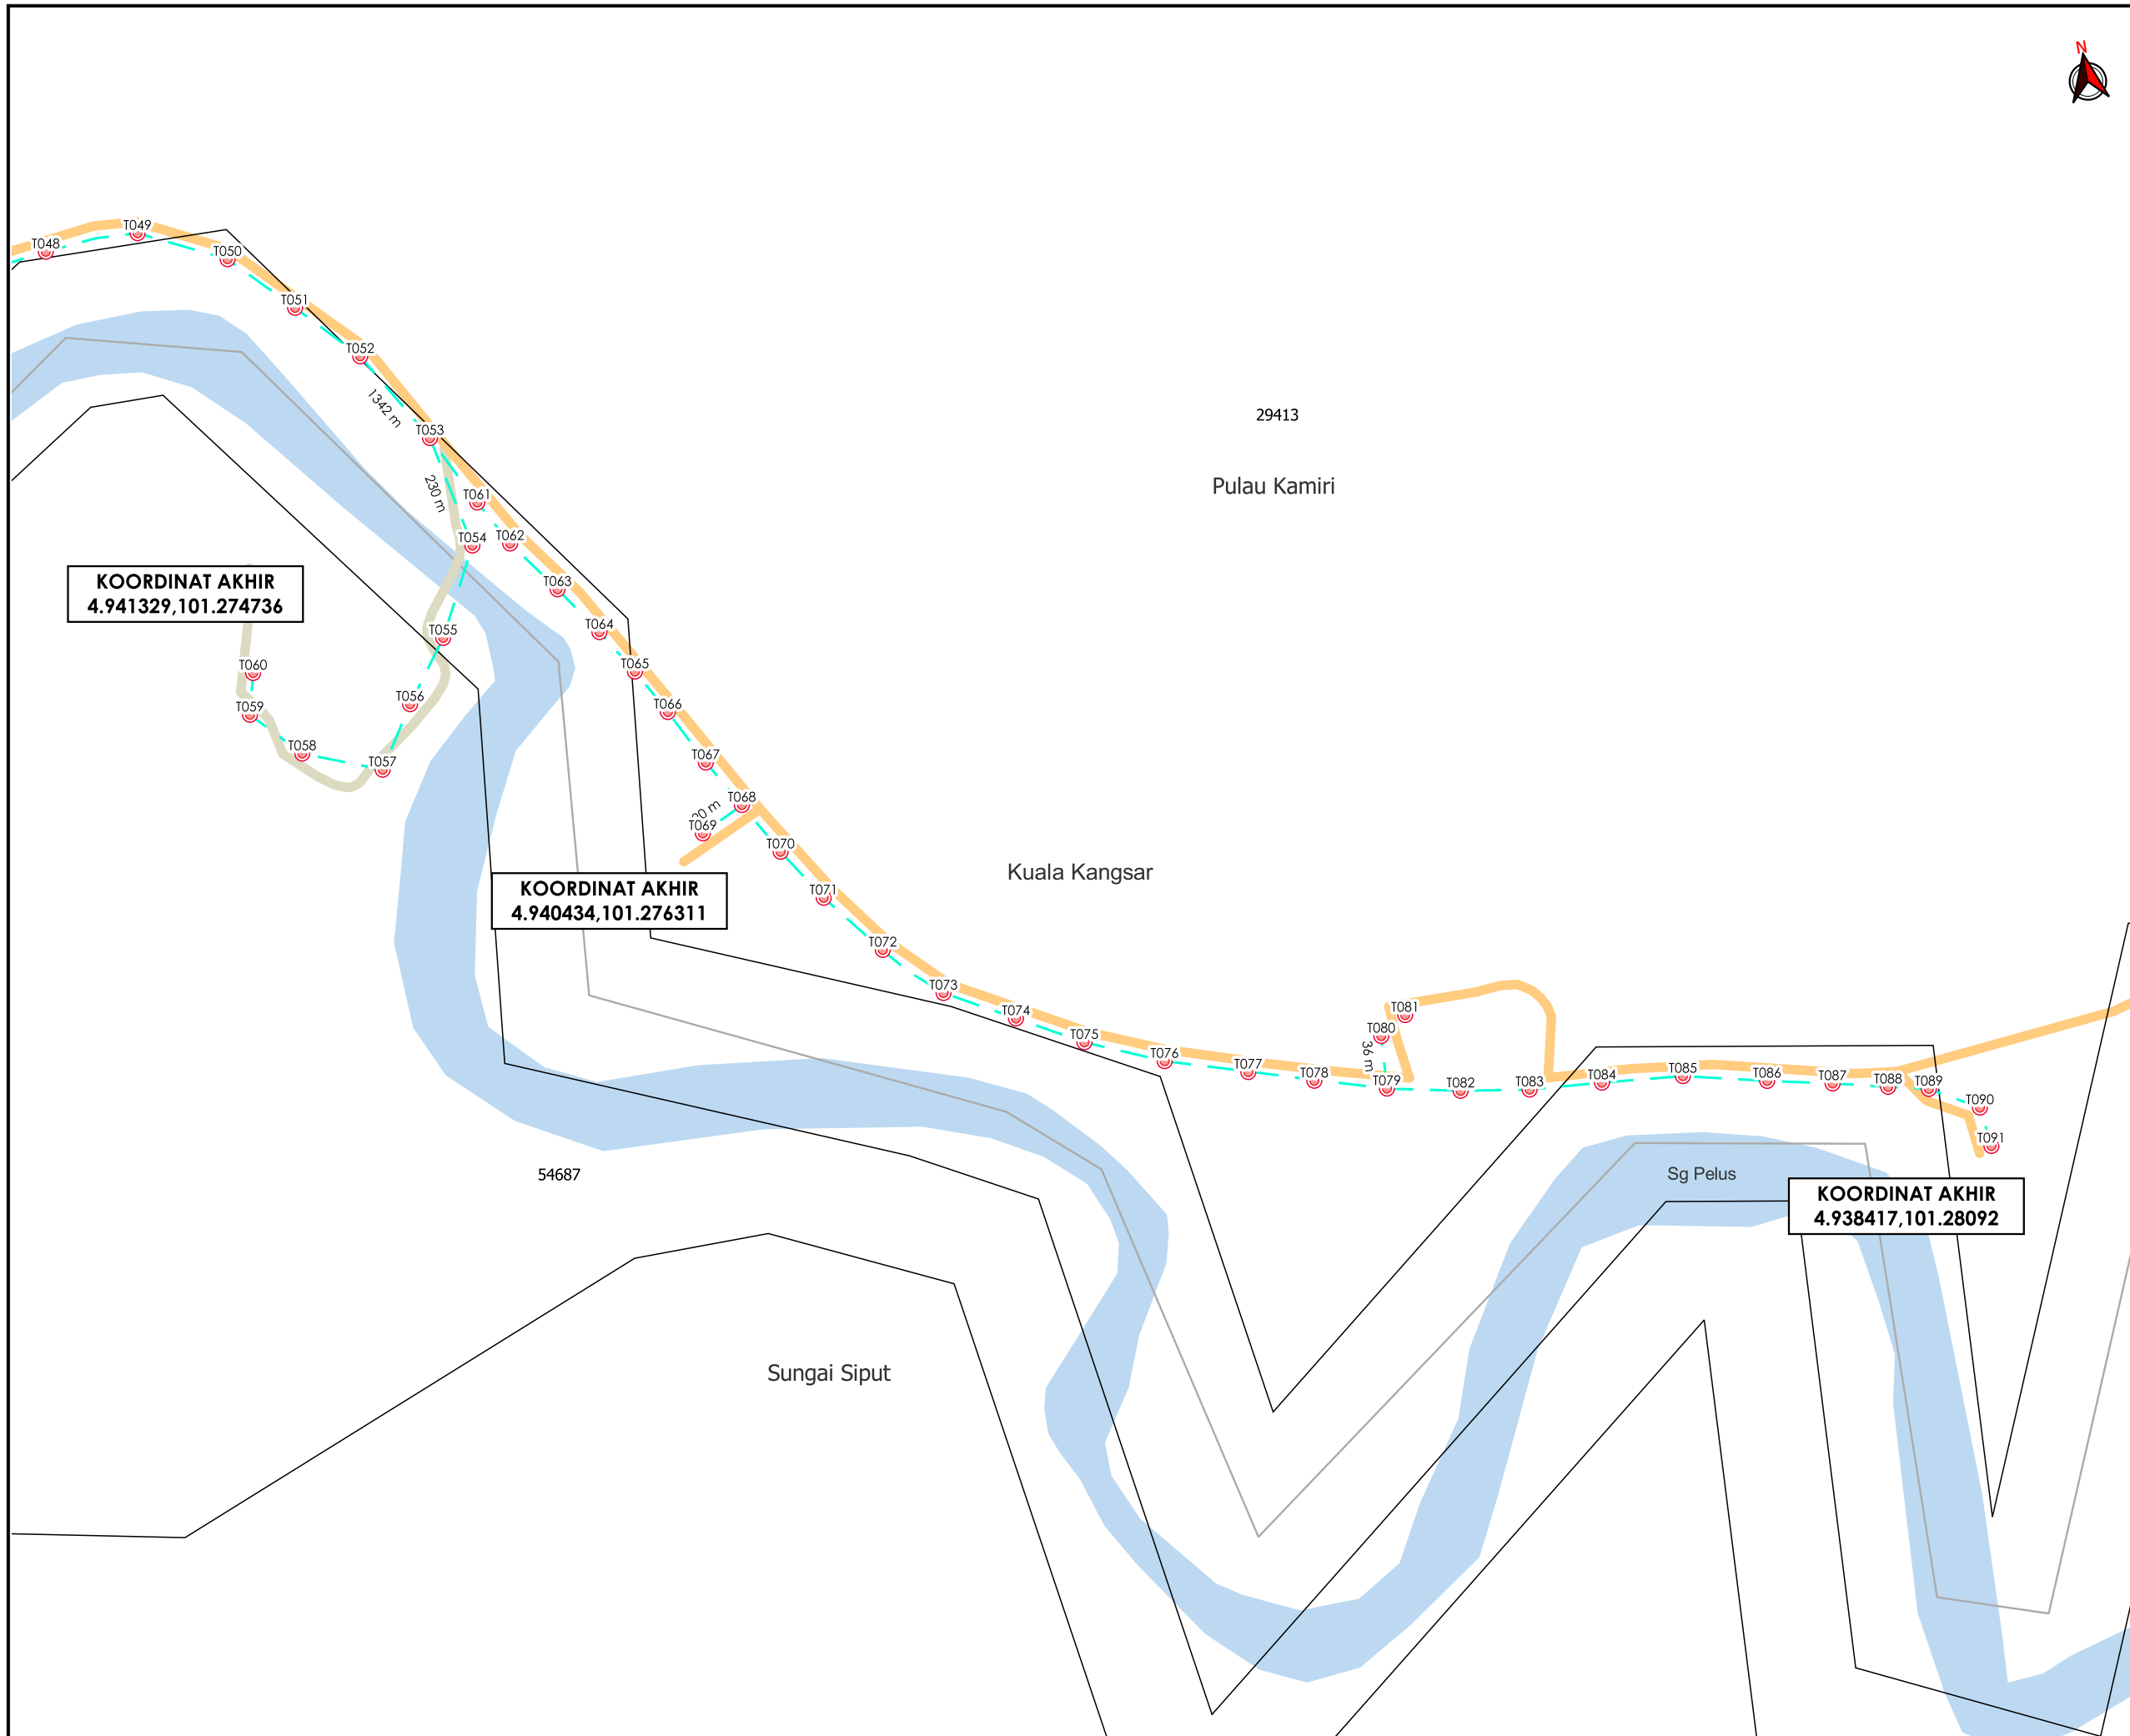 N
T048
T049
T050
T051
T052
1342 m
T053
29413
Pulau Kamiri
230 m
T061
T054
T062
KOORDINAT AKHIR
4.941329,101.274736
T063
T064
T055
T065
T060
T056
T066
T059
T058
T057
T067
T068
20 m
T069
T070
Kuala Kangsar
T071
KOORDINAT AKHIR
4.940434,101.276311
T072
T073
T074
T075
T076
T077
T078
T079
36 m
T080
T081
T082
T083
T084
T085
T086
T087
T088
T089
T090
T091
54687
Sg Pelus
KOORDINAT AKHIR
4.938417,101.28092
Sungai Siput